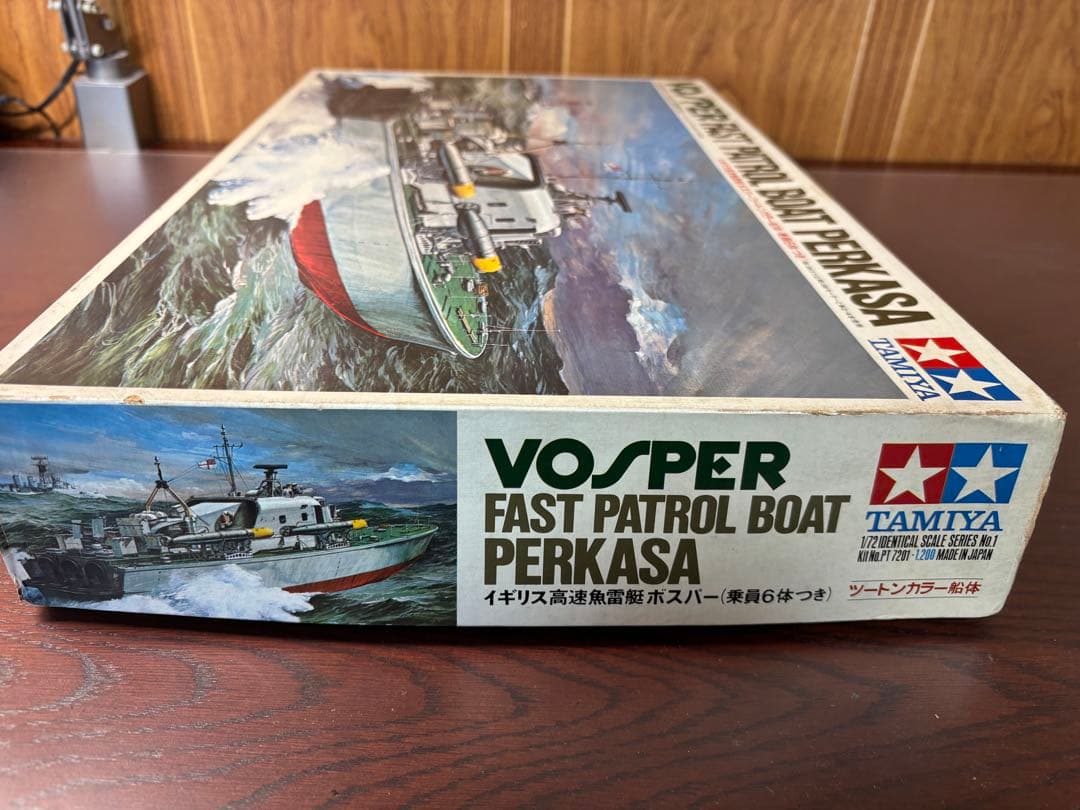 VOSPER FAST PATROL BOAT PERKASA
TAMIYA
VOSPER
FAST PATROL BOAT
PERKASA
イギリス高速魚雷艇 ボスパー(乗員6体つき)
TAMIYA
1/72 IDENTICAL SCALE SERIES No.1
Kit No. PT 7201・1,200 MADE IN JAPAN
ツートンカラー船体